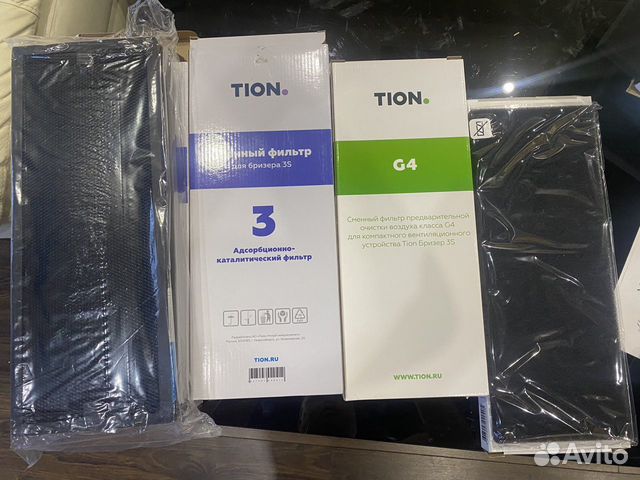 TION.
нный фильтр
для бризера 3S
3
Адсорбционно-
каталитический фильтр
TION.RU
TION.
G4
Сменный фильтр предварительной
очистки воздуха класса G4
для компактного вентиляционного
устройства Tion Бризер 3S
WWW.TION.RU
Avito